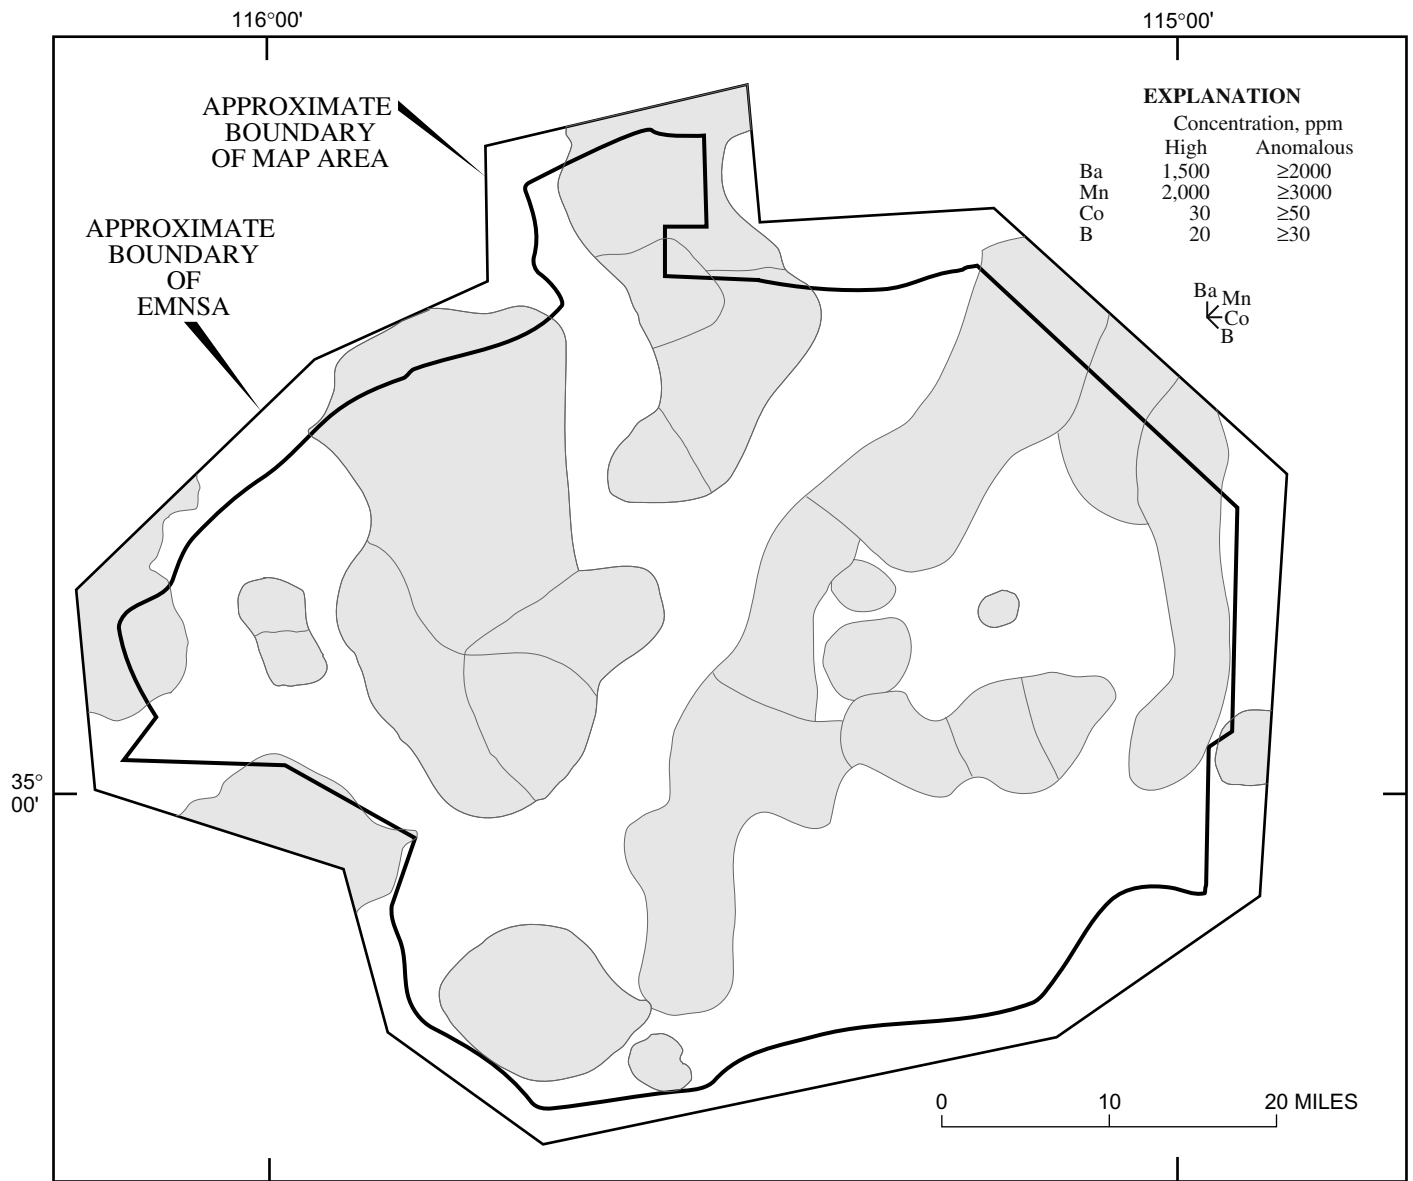 116°00'
115°00'
APPROXIMATE
BOUNDARY
OF MAP AREA
EXPLANATION
Concentration, ppm
High Anomalous
Ba 1,500 ≥2000
Mn 2,000 ≥3000
Co 30 ≥50
B 20 ≥30
APPROXIMATE
BOUNDARY
OF
EMNSA
Ba
Mn
Co
B
35°
00'
0 10 20 MILES